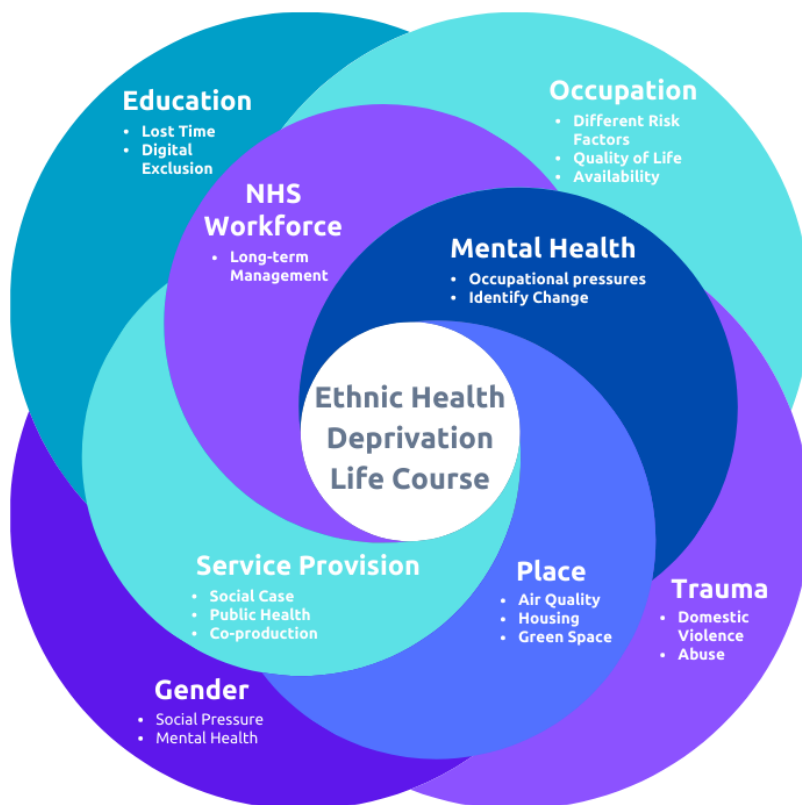 Education
• Lost Time
• Digital
Exclusion
Occupation
• Different Risk
Factors
• Quality of Life
• Availability
NHS
Workforce
• Long-term
Management
Mental Health
• Occupational pressures
• Identify Change
Ethnic Health
Deprivation
Life Course
Service Provision
• Social Case
• Public Health
• Co-production
Place
• Air Quality
• Housing
• Green Space
Trauma
• Domestic
Violence
• Abuse
Gender
• Social Pressure
• Mental Health